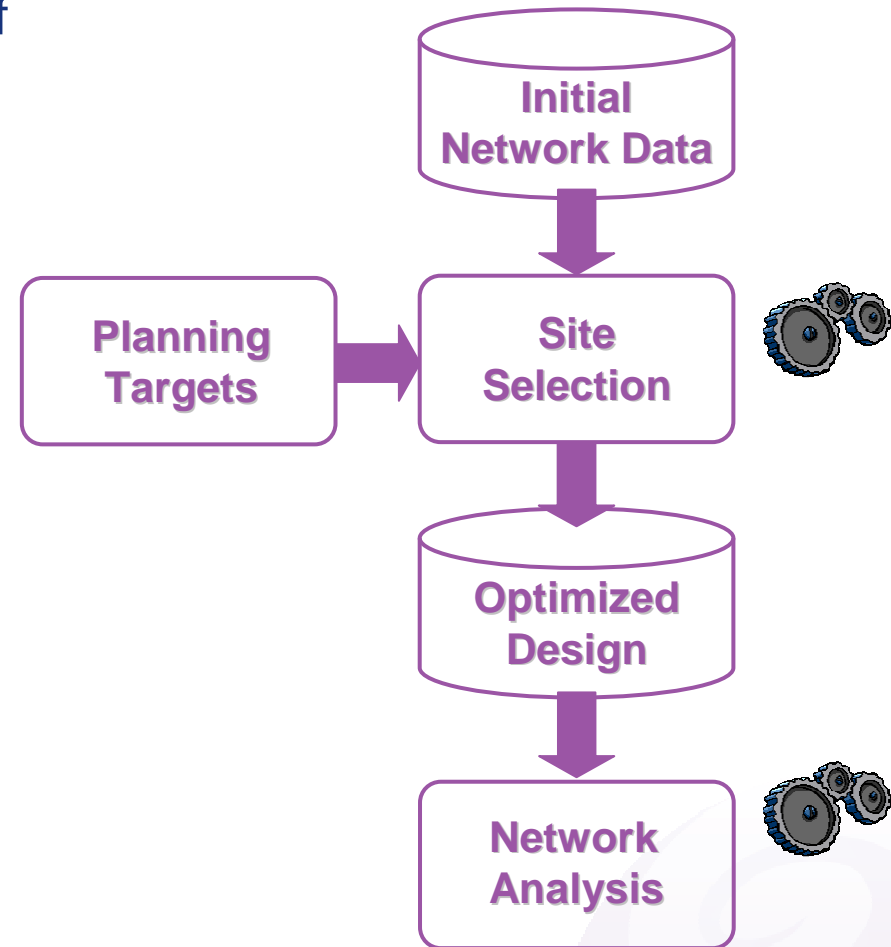 f
Initial
Network Data
Planning
Targets
Site
Selection
Optimized
Design
Network
Analysis